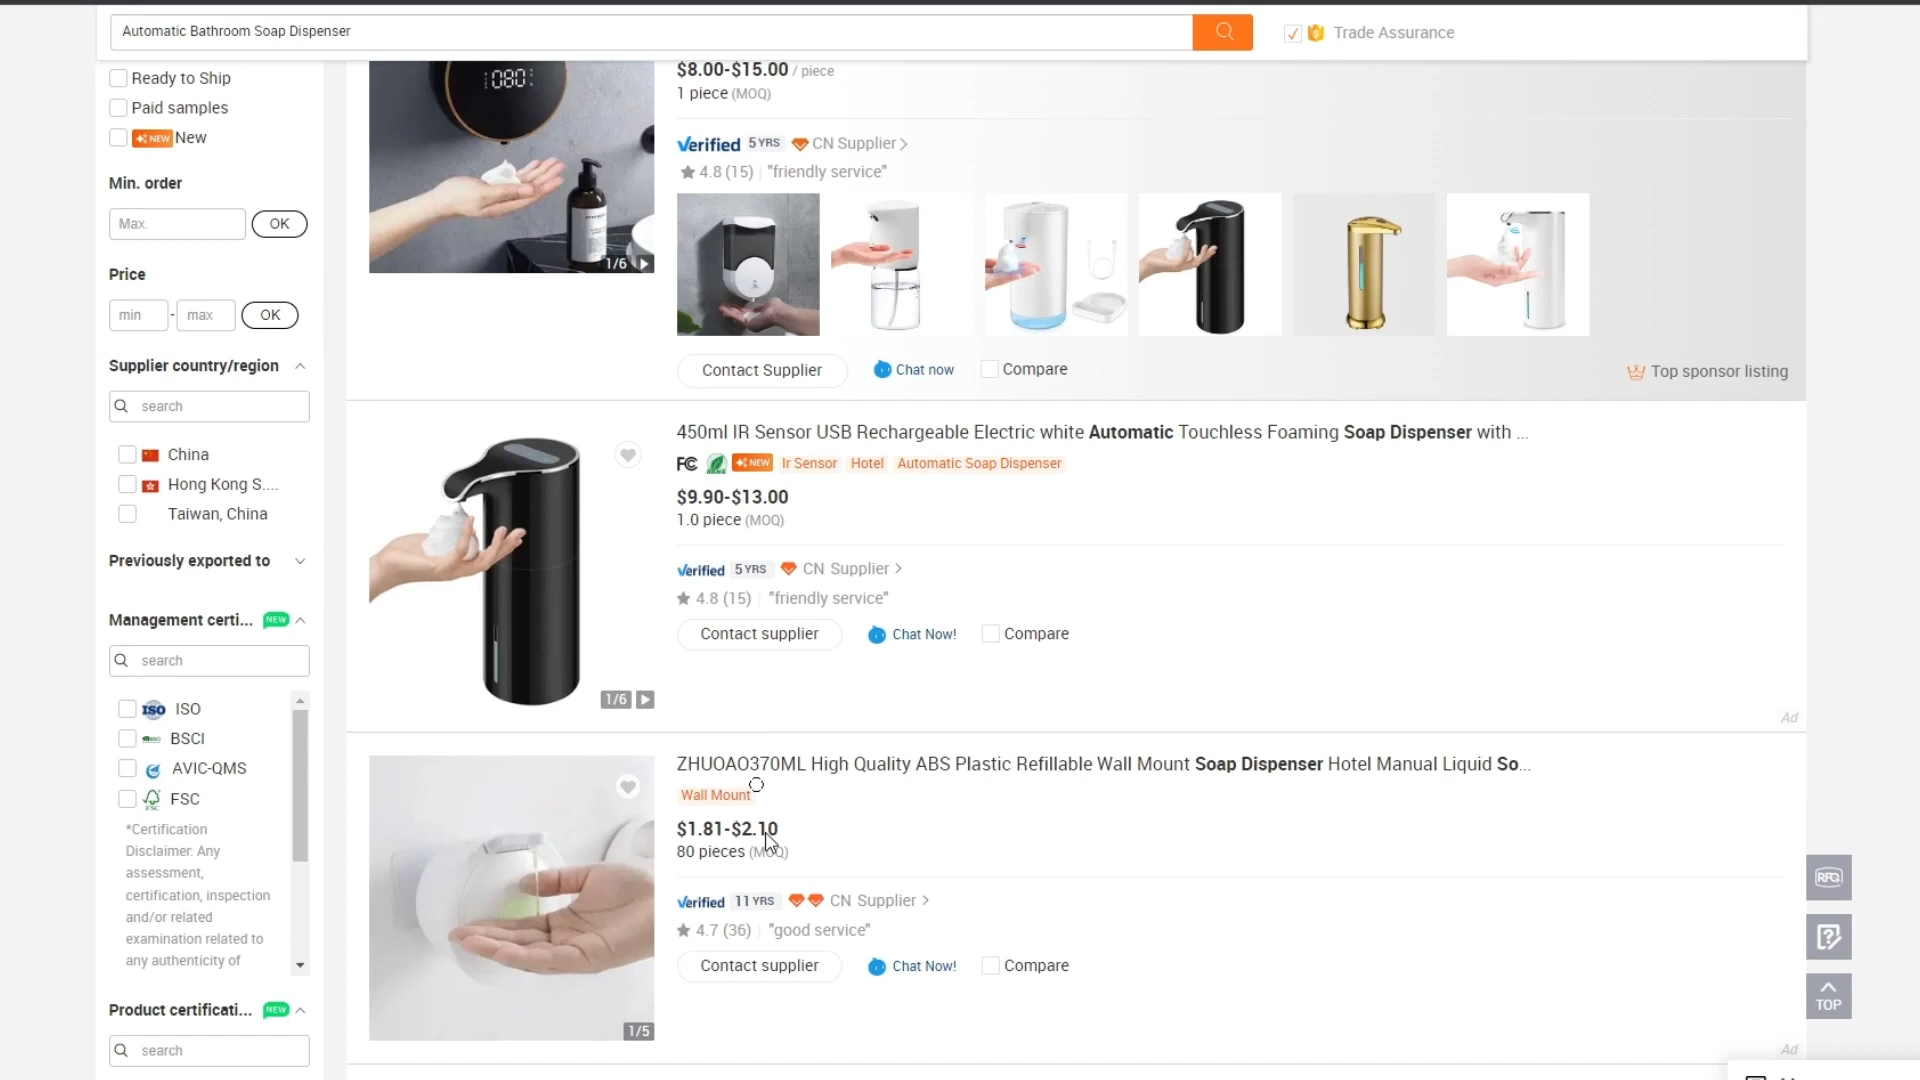 Automatic Bathroom Soap Dispenser
Trade Assurance
Ready to Ship
Paid samples
NEW New
Min. order
Max.
OK
Price
min - max OK
Supplier country/region
search
China
Hong Kong S....
Taiwan, China
Previously exported to
Management certi... NEW
search
ISO ISO
BSCI
AVIC-QMS
FSC FSC
*Certification
Disclaimer: Any
assessment,
certification, inspection
and/or related
examination related to
any authenticity of
Product certificati... NEW
search
080
1/6
$8.00-$15.00 / piece
1 piece (MOQ)
Verified 5 YRS CN Supplier >
4.8 (15) | "friendly service"
Contact Supplier
Chat now
Compare
Top sponsor listing
1/6
450ml IR Sensor USB Rechargeable Electric white Automatic Touchless Foaming Soap Dispenser with ...
FC NEW Ir Sensor Hotel Automatic Soap Dispenser
$9.90-$13.00
1.0 piece (MOQ)
Verified 5 YRS CN Supplier >
4.8 (15) | "friendly service"
Contact supplier
Chat Now!
Compare
Ad
1/5
ZHUOAO370ML High Quality ABS Plastic Refillable Wall Mount Soap Dispenser Hotel Manual Liquid So...
Wall Mount
$1.81-$2.10
80 pieces (MOQ)
Verified 11 YRS CN Supplier >
4.7 (36) | "good service"
Contact supplier
Chat Now!
Compare
Ad
RFQ
TOP